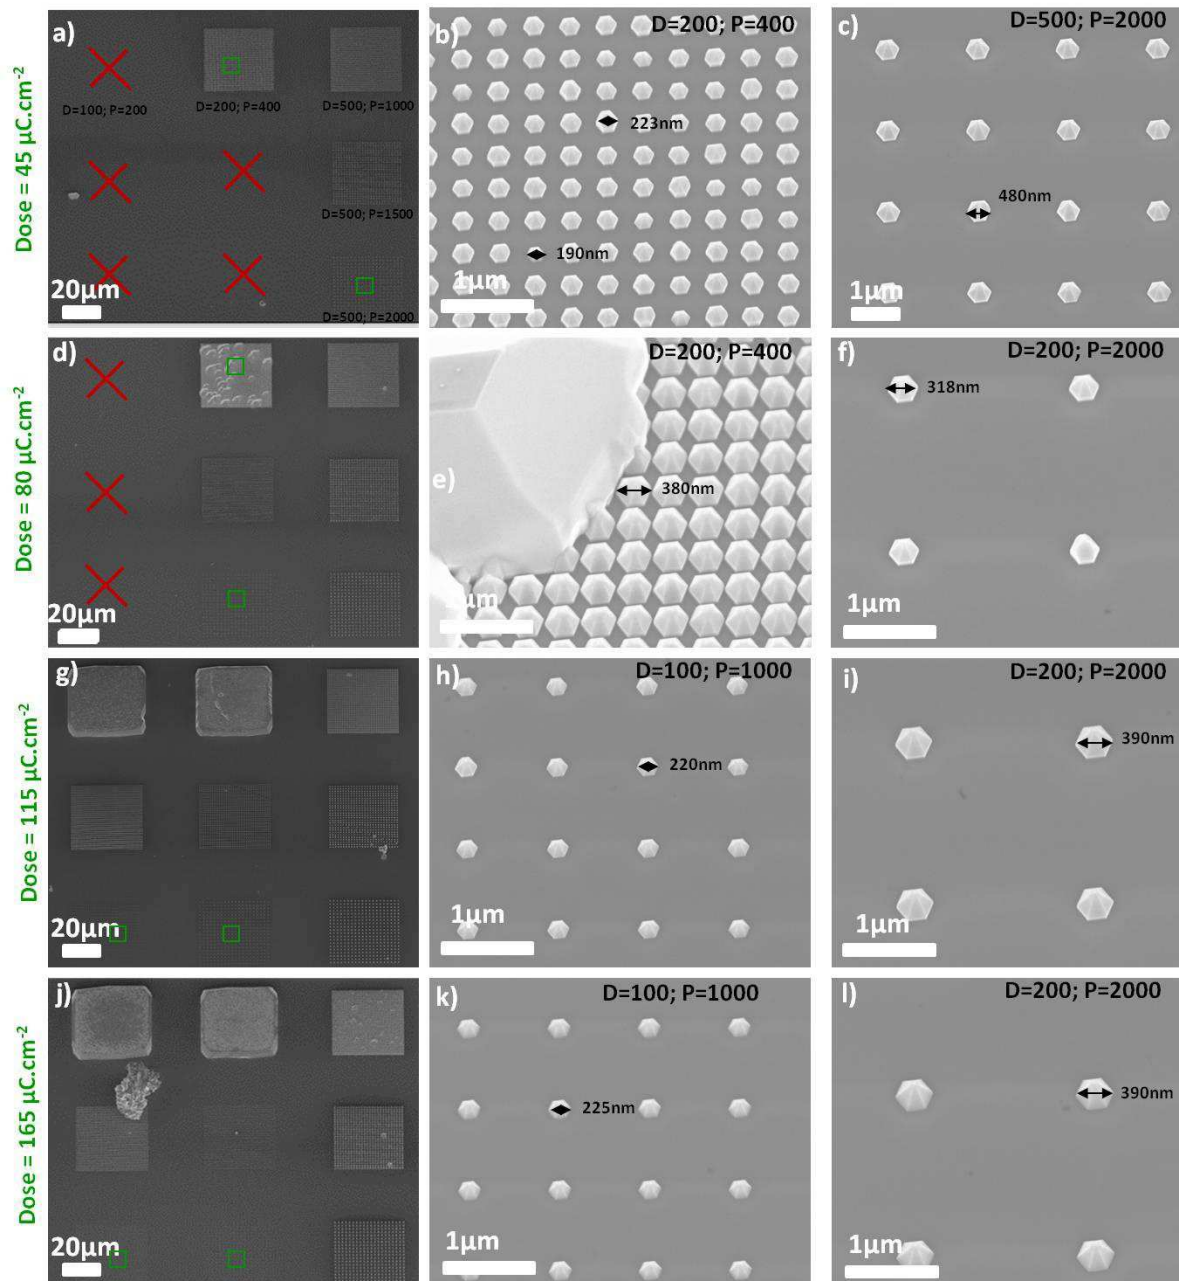 Dose = 45 µC.cm-2
a)
D=100; P=200
D=200; P=400
D=500; P=1000
D=500; P=1500
D=500; P=2000
20µm
b)
D=200; P=400
223nm
190nm
1µm
c)
D=500; P=2000
480nm
1µm
Dose = 80 µC.cm-2
d)
20µm
D=200; P=400
e)
380nm
f)
D=200; P=2000
318nm
1µm
Dose = 115 µC.cm-2
g)
20µm
h)
D=100; P=1000
220nm
1µm
i)
D=200; P=2000
390nm
1µm
Dose = 165 µC.cm-2
j)
20µm
k)
D=100; P=1000
225nm
1µm
l)
D=200; P=2000
390nm
1µm